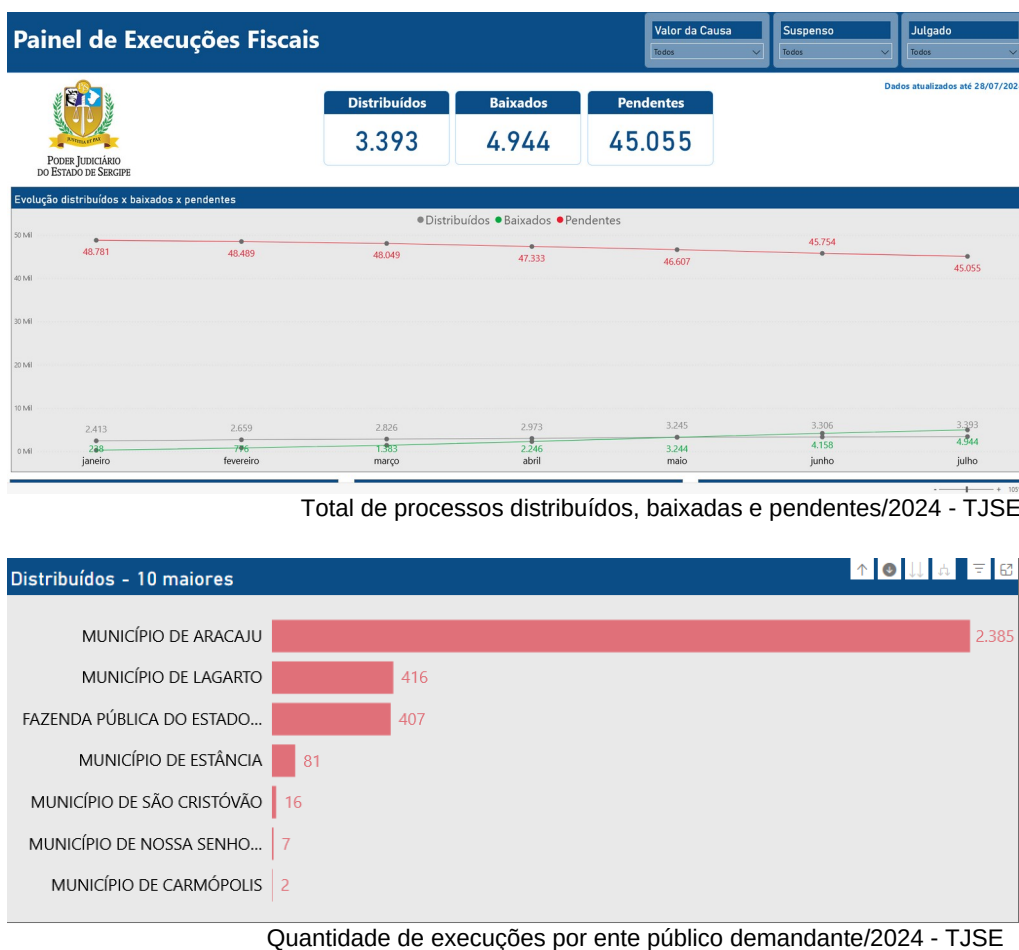 Painel de Execuções Fiscais
Valor da Causa
Todos
Suspenso
Todos
Julgado
Todos
Dados atualizados até 28/07/202
PODER JUDICIÁRIO
DO ESTADO DE SERGIPE
Distribuídos
3.393
Baixados
4.944
Pendentes
45.055
Evolução distribuídos x baixados x pendentes
Distribuídos Baixados Pendentes
50 Mil
48.781 48.489 48.049 47.333 46.607 45.754 45.055
40 Mil
30 Mil
20 Mil
10 Mil
2.413 2.659 2.826 2.973 3.245 3.306 3.393
0 Mil
238 776 1.383 2.246 3.244 4.158 4.944
janeiro fevereiro março abril maio junho julho
- + 105
Total de processos distribuídos, baixadas e pendentes/2024 - TJSE
Distribuídos - 10 maiores
MUNICÍPIO DE ARACAJU 2.385
MUNICÍPIO DE LAGARTO 416
FAZENDA PÚBLICA DO ESTADO... 407
MUNICÍPIO DE ESTÂNCIA 81
MUNICÍPIO DE SÃO CRISTÓVÃO 16
MUNICÍPIO DE NOSSA SENHO... 7
MUNICÍPIO DE CARMÓPOLIS 2
Quantidade de execuções por ente público demandante/2024 - TJSE